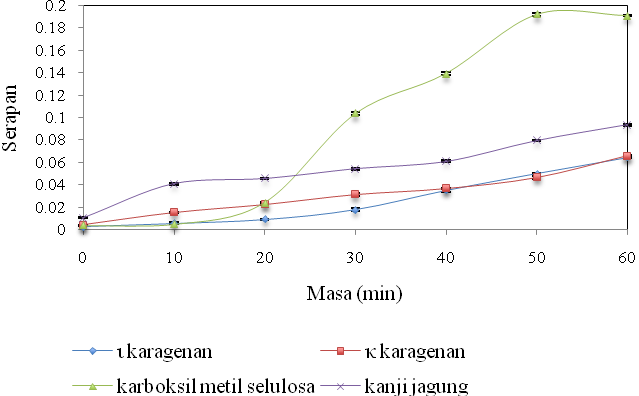 0.2
0.18
0.16
0.14
0.12
0.1
0.08
0.06
0.04
0.02
0
Serapan
0 10 20 30 40 50 60
Masa (min)
ι karagenan κ karagenan
karboksil metil selulosa kanji jagung